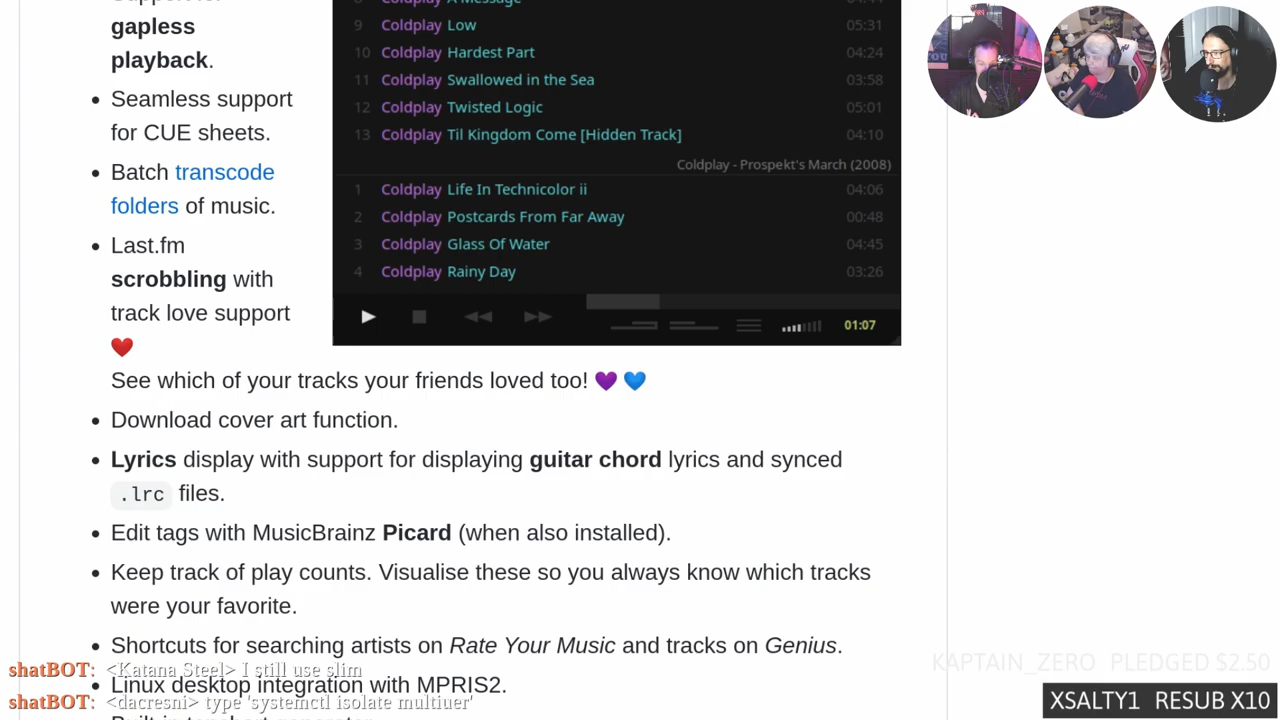 gapless
playback.
Seamless support
for CUE sheets.
Batch transcode
folders of music.
Last.fm
scrobbling with
track love support
❤️
See which of your tracks your friends loved too! 💜 💙
Download cover art function.
Lyrics display with support for displaying guitar chord lyrics and synced
.lrc files.
Edit tags with MusicBrainz Picard (when also installed).
Keep track of play counts. Visualise these so you always know which tracks
were your favorite.
Shortcuts for searching artists on Rate Your Music and tracks on Genius.
Linux desktop integration with MPRIS2.
9 Coldplay Low 05:31
10 Coldplay Hardest Part 04:24
11 Coldplay Swallowed in the Sea 03:58
12 Coldplay Twisted Logic 05:01
13 Coldplay Til Kingdom Come [Hidden Track] 04:10
Coldplay - Prospekt's March (2008)
1 Coldplay Life In Technicolor ii 04:06
2 Coldplay Postcards From Far Away 00:48
3 Coldplay Glass Of Water 04:45
4 Coldplay Rainy Day 03:26
01:07
shatBOT: <Katana Steel> I still use slim
shatBOT: <dacresni> type 'systemctl isolate multiuer'
KAPTAIN_ZERO PLEDGED $2.50
XSALTY1 RESUB X10